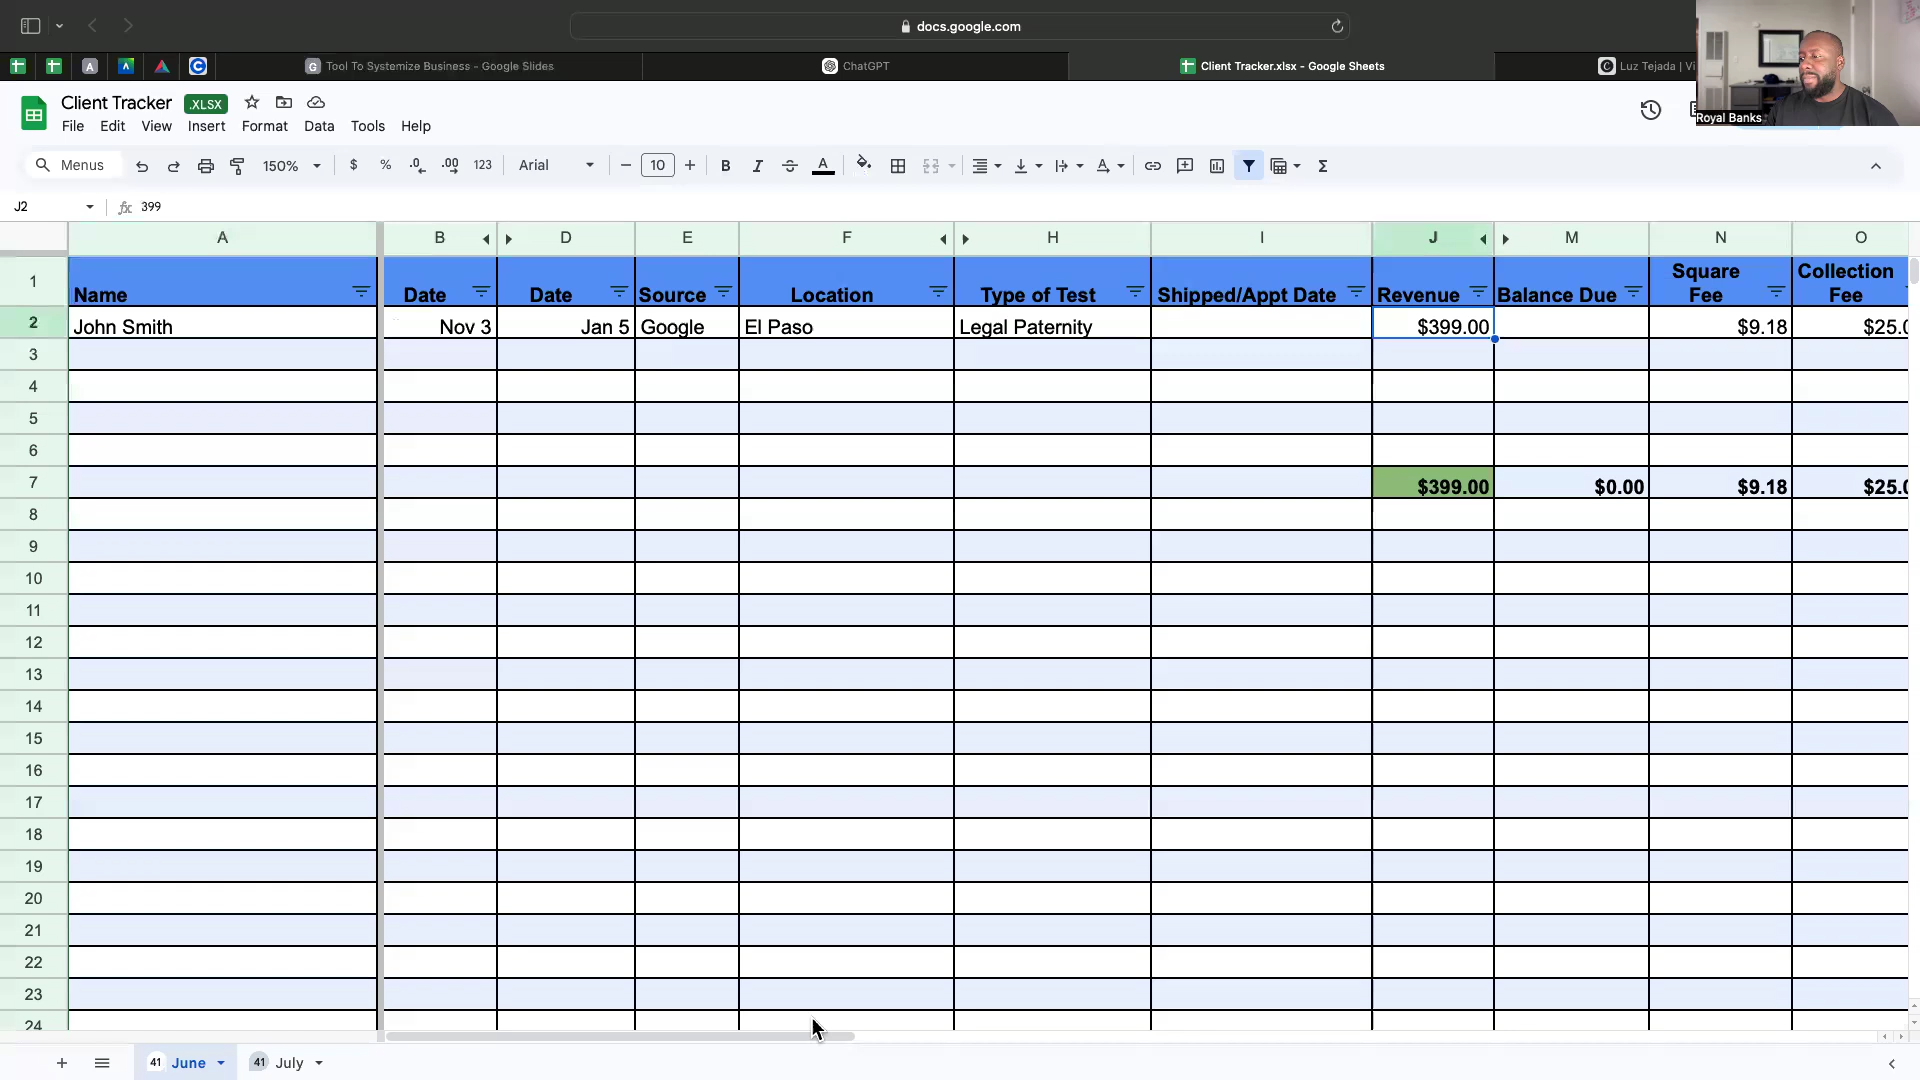 docs.google.com
Tool To Systemize Business - Google Slides
ChatGPT
Client Tracker.xlsx - Google Sheets
Luz Tejada | Vi
Royal Banks
Client Tracker .XLSX
File Edit View Insert Format Data Tools Help
Menus 150% $ % .0 .00 123 Arial 10 B I A Σ
J2 fx 399
A B D E F H I J M N O
1 Name Date Date Source Location Type of Test Shipped/Appt Date Revenue Balance Due Square Fee Collection Fee
2 John Smith Nov 3 Jan 5 Google El Paso Legal Paternity $399.00 $9.18 $25.0
3
4
5
6
7 $399.00 $0.00 $9.18 $25.0
8
9
10
11
12
13
14
15
16
17
18
19
20
21
22
23
24
41 June 41 July